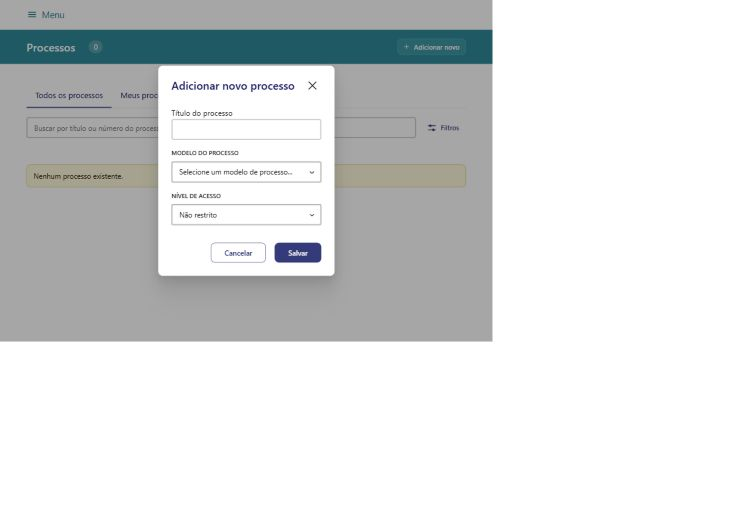 Menu
Processos 0
+ Adicionar novo
Adicionar novo processo
Todos os processos
Meus proc
Título do processo
Buscar por título ou número do process
Filtros
MODELO DO PROCESSO
Selecione um modelo de processo...
Nenhum processo existente.
NÍVEL DE ACESSO
Não restrito
Cancelar
Salvar